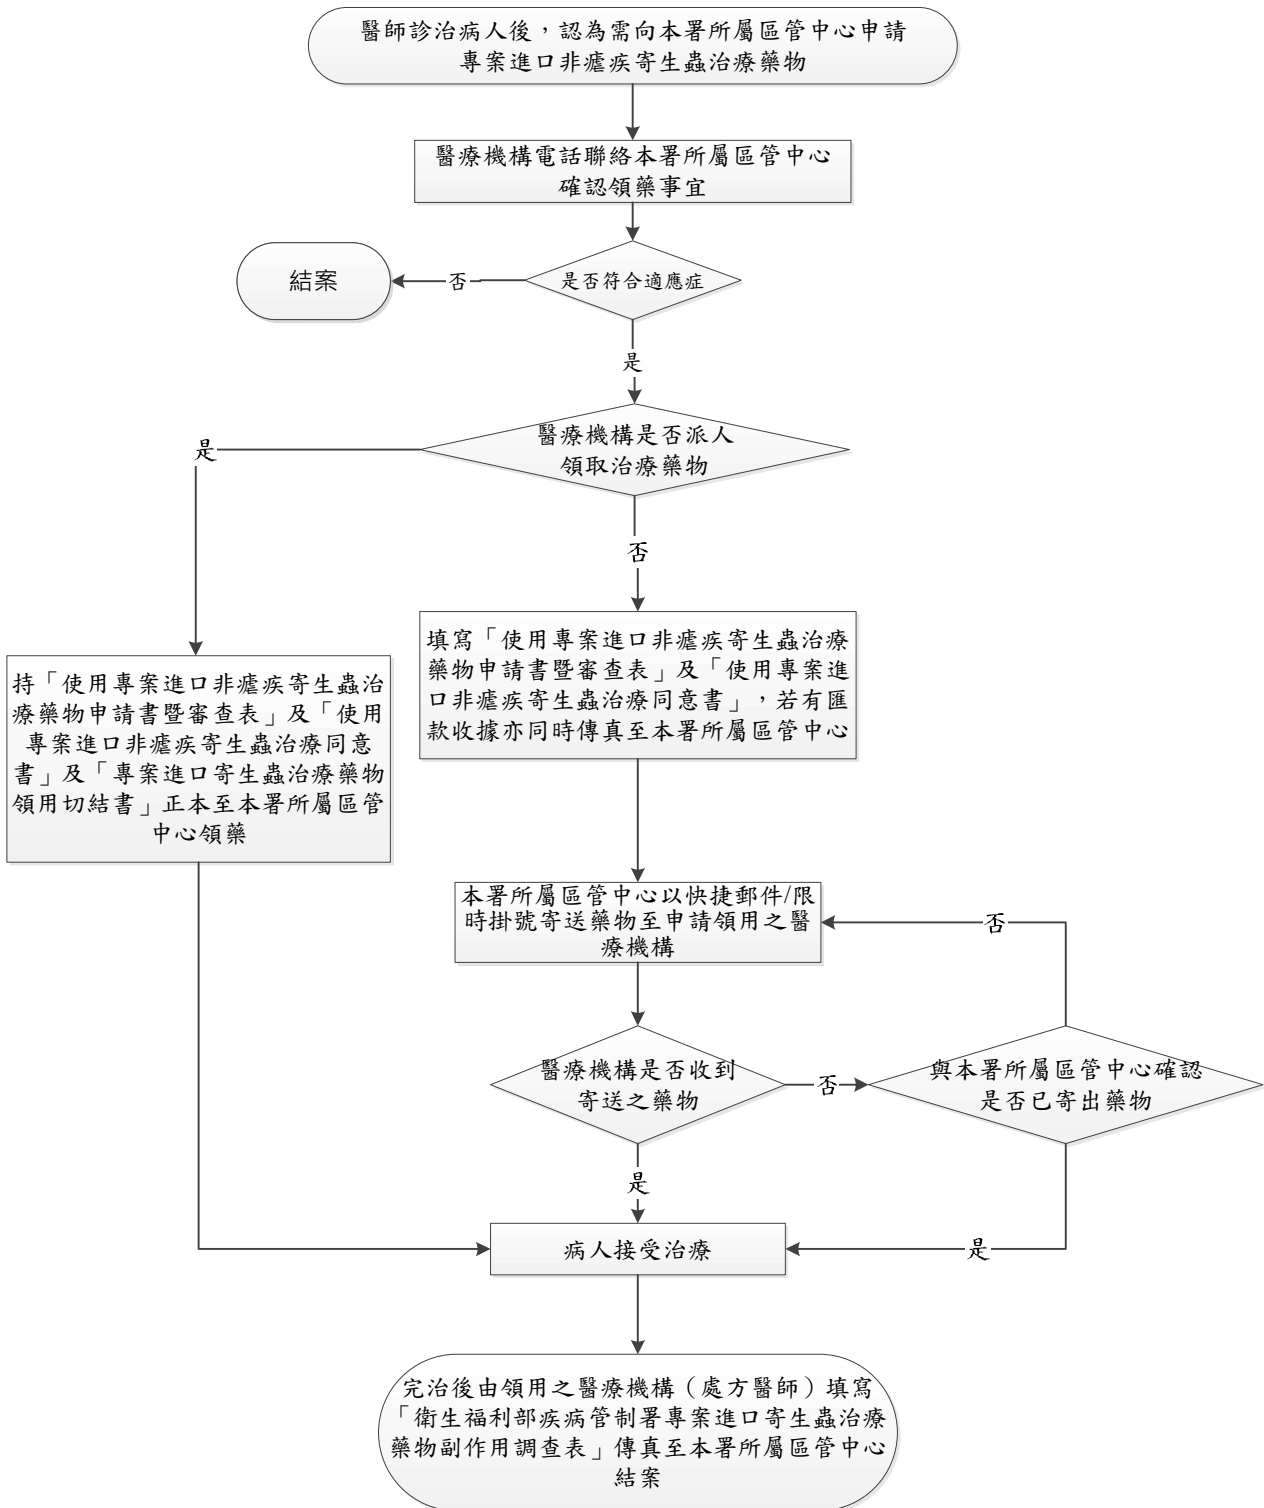 醫師診治病人後，認為需向本署所屬區管中心申請
專案進口非瘧疾寄生蟲治療藥物
醫療機構電話聯絡本署所屬區管中心
確認領藥事宜
是否符合適應症
否
結案
是
醫療機構是否派人
領取治療藥物
是
否
持「使用專案進口非瘧疾寄生蟲治
療藥物申請書暨審查表」及「使用
專案進口非瘧疾寄生蟲治療同意
書」及「專案進口寄生蟲治療藥物
領用切結書」正本至本署所屬區管
中心領藥
填寫「使用專案進口非瘧疾寄生蟲治療
藥物申請書暨審查表」及「使用專案進
口非瘧疾寄生蟲治療同意書」，若有匯
款收據亦同時傳真至本署所屬區管中心
本署所屬區管中心以快捷郵件/限
時掛號寄送藥物至申請領用之醫
療機構
否
醫療機構是否收到
寄送之藥物
否
與本署所屬區管中心確認
是否已寄出藥物
是
病人接受治療
是
完治後由領用之醫療機構（處方醫師）填寫
「衛生福利部疾病管制署專案進口寄生蟲治療
藥物副作用調查表」傳真至本署所屬區管中心
結案